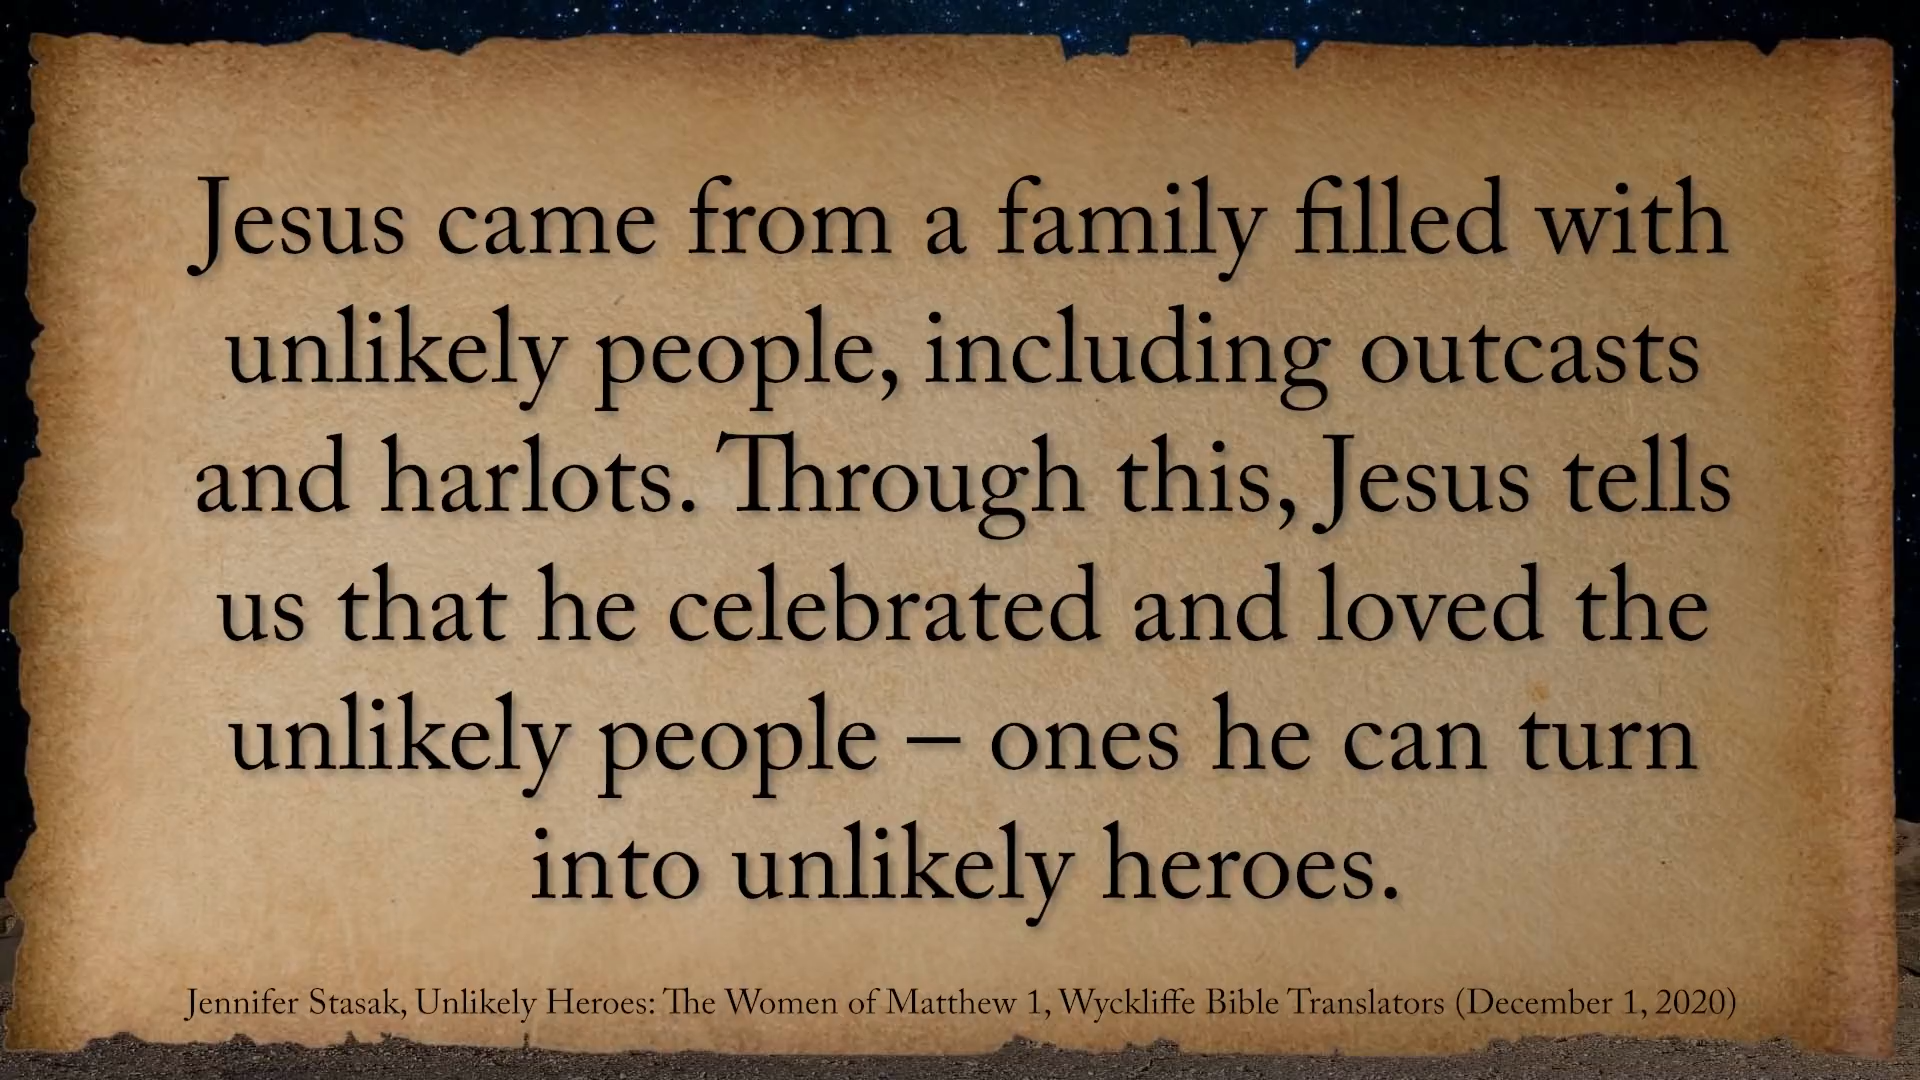 Jesus came from a family filled with
unlikely people, including outcasts
and harlots. Through this, Jesus tells
us that he celebrated and loved the
unlikely people – ones he can turn
into unlikely heroes.
Jennifer Stasak, Unlikely Heroes: The Women of Matthew 1, Wyckliffe Bible Translators (December 1, 2020)